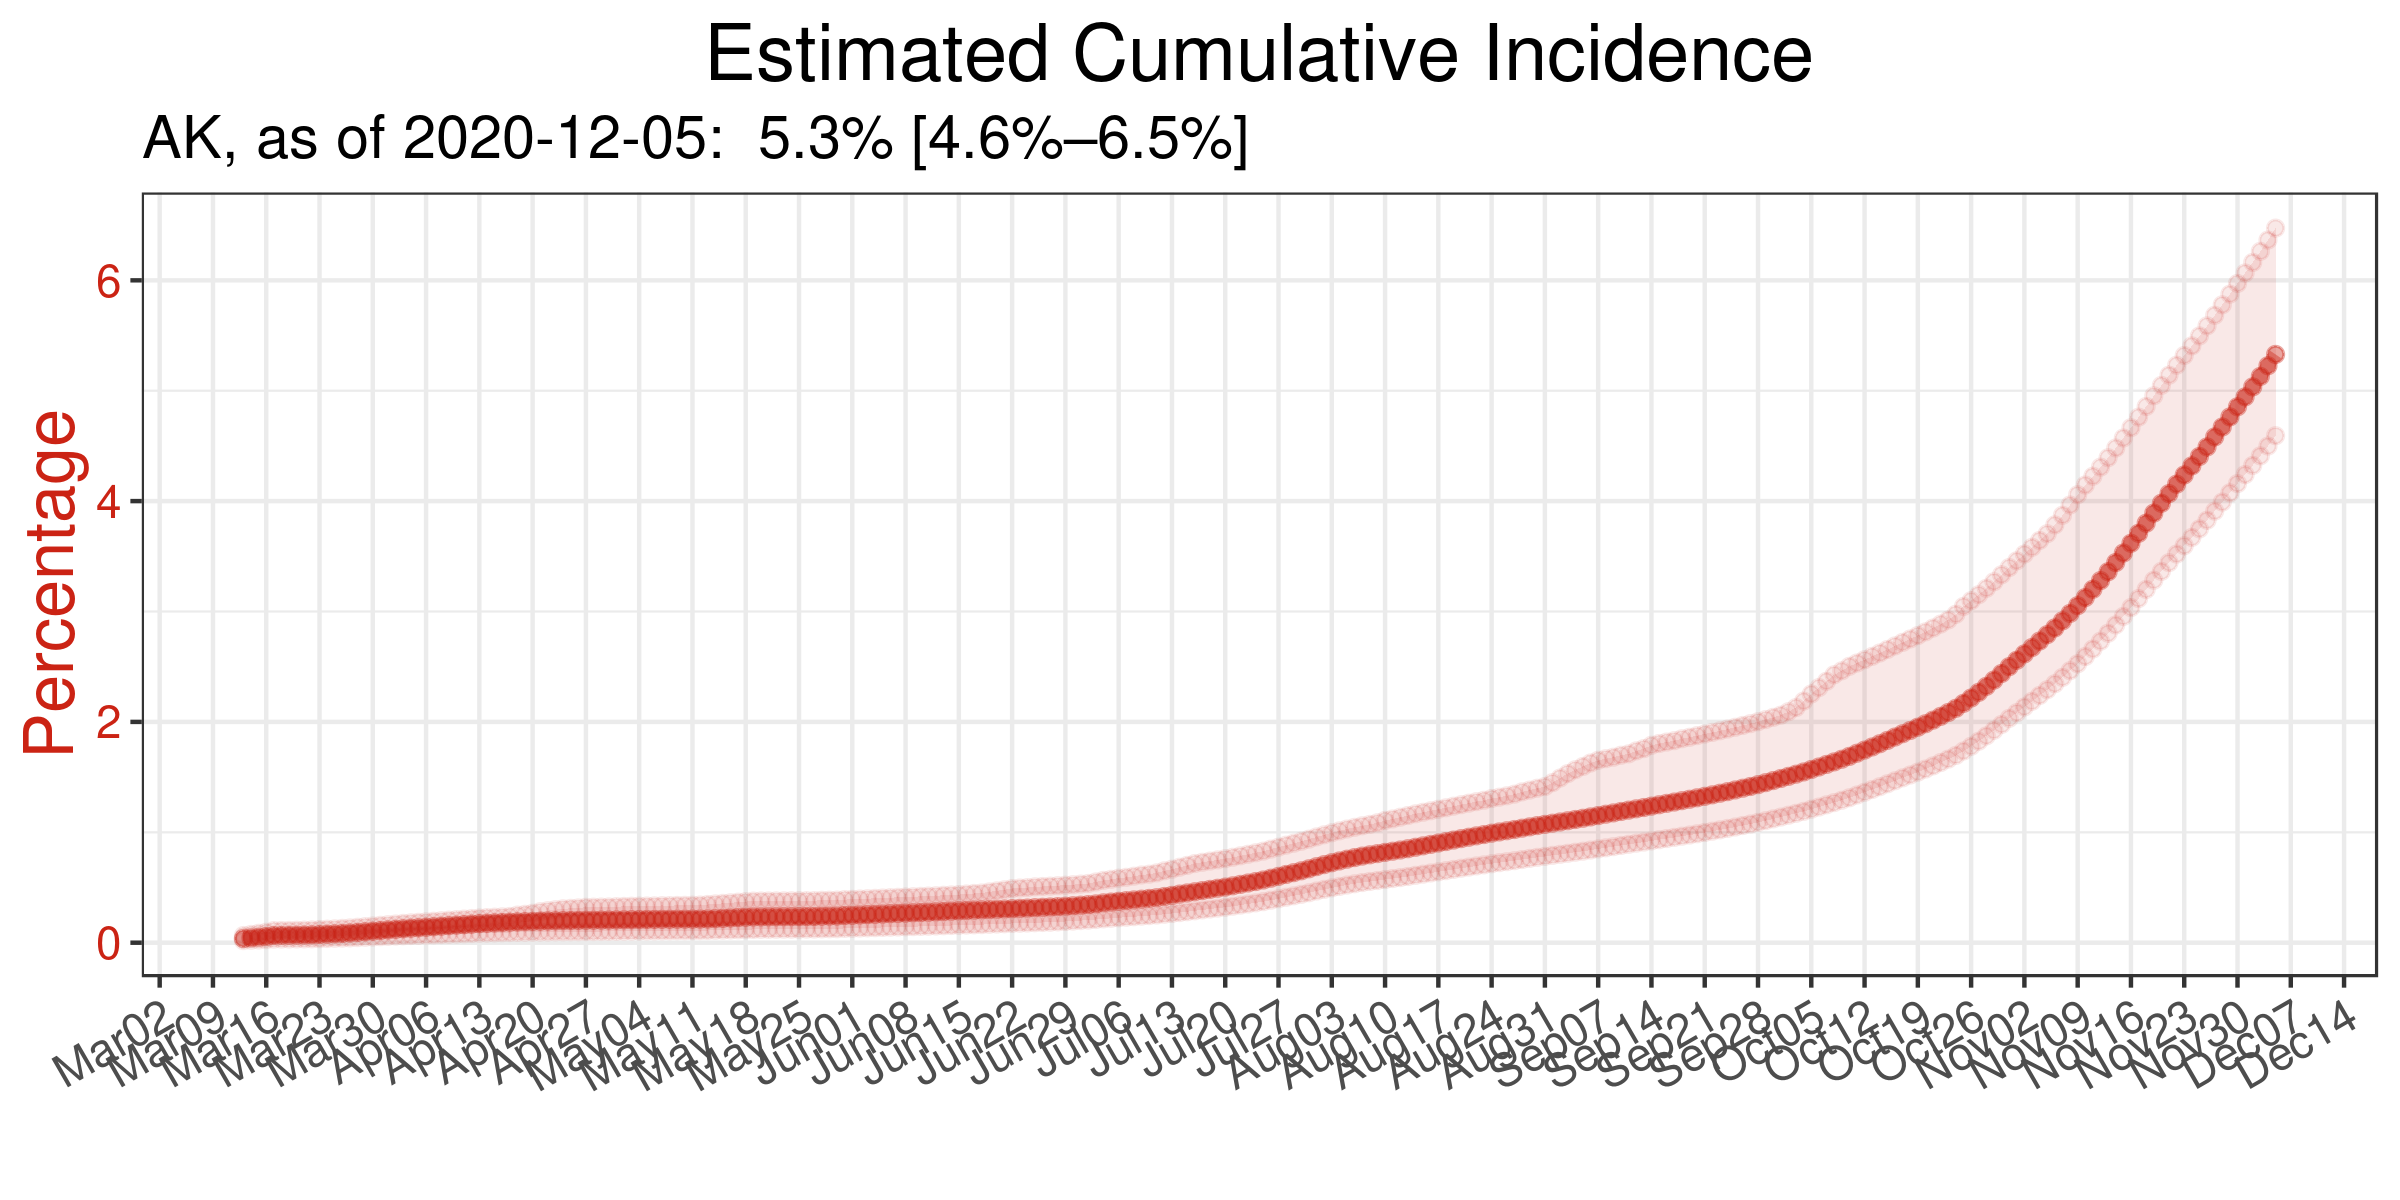 Estimated Cumulative Incidence
AK, as of 2020-12-05:  5.3% [4.6%–6.5%]
Percentage
6
4
2
0
Mar02
Mar09
Mar16
Mar23
Mar30
Apr06
Apr13
Apr20
Apr27
May04
May11
May18
May25
Jun01
Jun08
Jun15
Jun22
Jun29
Jul06
Jul13
Jul20
Jul27
Aug03
Aug10
Aug17
Aug24
Aug31
Sep07
Sep14
Sep21
Sep28
Oct05
Oct12
Oct19
Oct26
Nov02
Nov09
Nov16
Nov23
Nov30
Dec07
Dec14